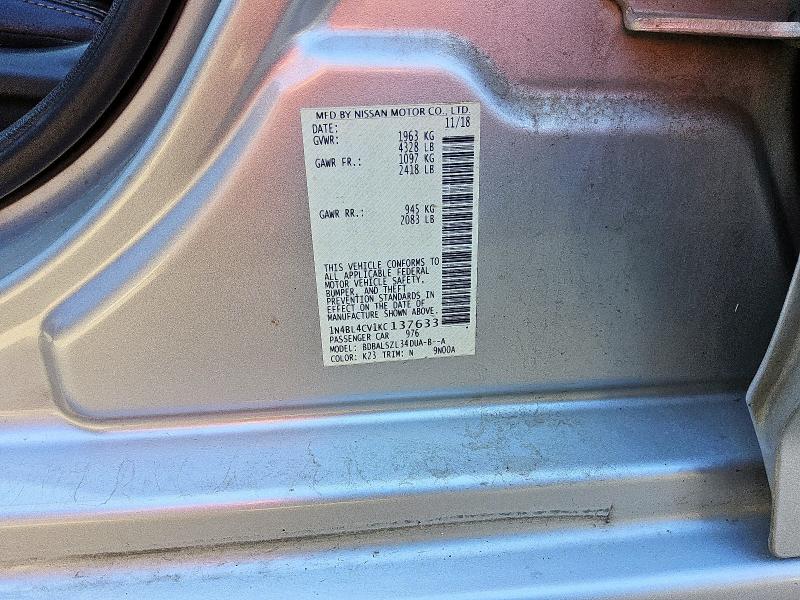 MFD BY NISSAN MOTOR CO., LTD.
DATE: 11/18
GVWR: 1963 KG
4328 LB
GAWR FR.: 1097 KG
2418 LB
GAWR RR.: 945 KG
2083 LB
THIS VEHICLE CONFORMS TO
ALL APPLICABLE FEDERAL
MOTOR VEHICLE SAFETY,
BUMPER, AND THEFT
PREVENTION STANDARDS IN
EFFECT ON THE DATE OF
MANUFACTURE SHOWN ABOVE.
1N4BL4CV1KC137633
PASSENGER CAR 976
MODEL: BDBALSZL34DUA-B--A
COLOR: K23 TRIM: N 9N00A